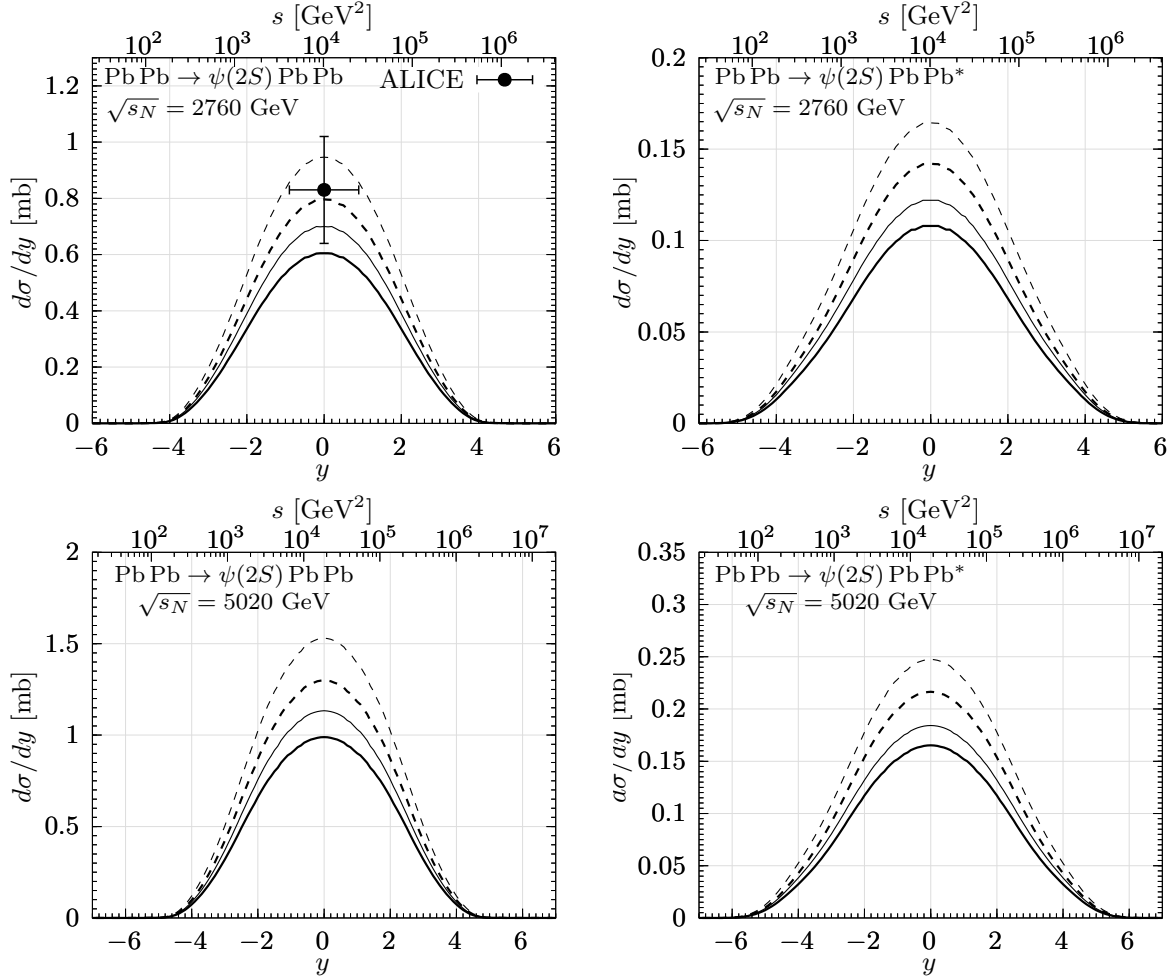 s [GeV²]
10² 10³ 10⁴ 10⁵ 10⁶
Pb Pb → ψ(2S) Pb Pb ALICE
√s_N = 2760 GeV
dσ/dy [mb]
1.2
1
0.8
0.6
0.4
0.2
0
−6 −4 −2 0 2 4 6
y
s [GeV²]
10² 10³ 10⁴ 10⁵ 10⁶
Pb Pb → ψ(2S) Pb Pb*
√s_N = 2760 GeV
dσ/dy [mb]
0.2
0.15
0.1
0.05
0
−6 −4 −2 0 2 4 6
y
s [GeV²]
10² 10³ 10⁴ 10⁵ 10⁶ 10⁷
Pb Pb → ψ(2S) Pb Pb
√s_N = 5020 GeV
dσ/dy [mb]
2
1.5
1
0.5
0
−6 −4 −2 0 2 4 6
y
s [GeV²]
10² 10³ 10⁴ 10⁵ 10⁶ 10⁷
Pb Pb → ψ(2S) Pb Pb*
√s_N = 5020 GeV
dσ/dy [mb]
0.35
0.3
0.25
0.2
0.15
0.1
0.05
0
−6 −4 −2 0 2 4 6
y